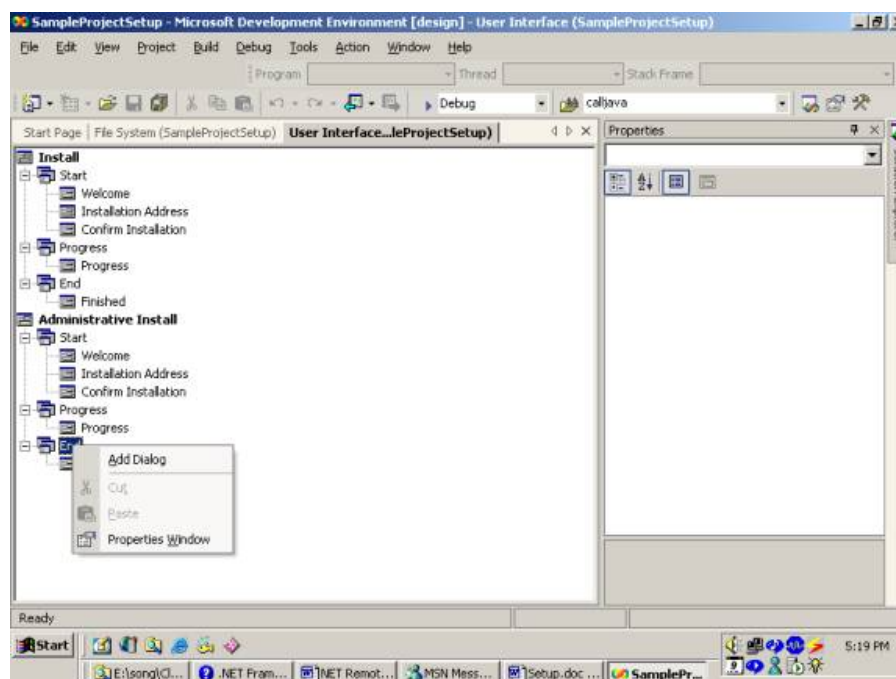 SampleProjectSetup - Microsoft Development Environment [design] - User Interface (SampleProjectSetup)
File Edit View Project Build Debug Tools Action Window Help
Program Thread Stack Frame
Debug calljava
Start Page File System (SampleProjectSetup) User Interface...leProjectSetup)
Properties
Install
Start
Welcome
Installation Address
Confirm Installation
Progress
Progress
End
Finished
Administrative Install
Start
Welcome
Installation Address
Confirm Installation
Progress
Progress
End
Add Dialog
Cut
Paste
Properties Window
Ready
Start
5:19 PM
E:\song\Cl... .NET Fram... .NET Remot... MSN Mess... Setup.doc ... SamplePr...